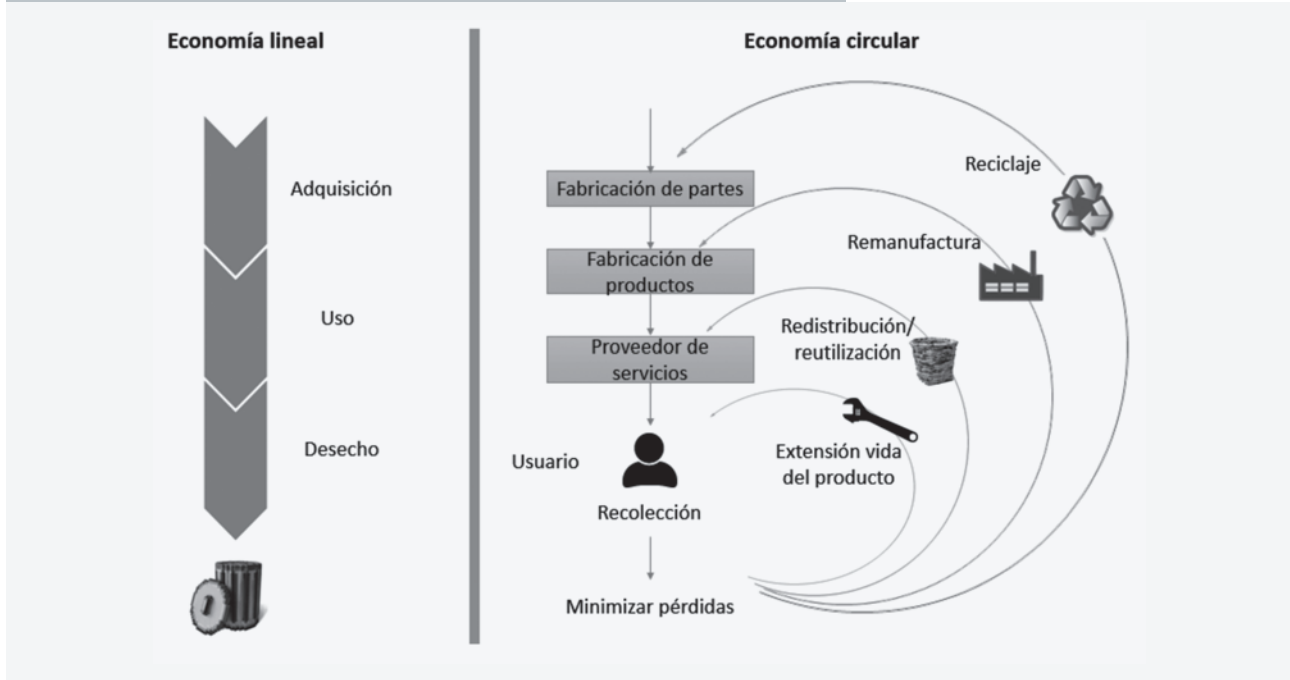 Economía lineal
Adquisición
Uso
Desecho
Economía circular
Fabricación de partes
Fabricación de
productos
Proveedor de
servicios
Usuario
Recolección
Minimizar pérdidas
Reciclaje
Remanufactura
Redistribución/
reutilización
Extensión vida
del producto